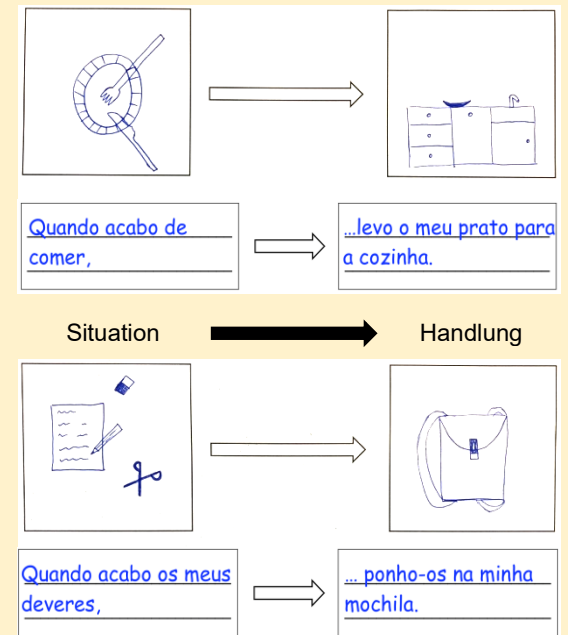 Quando acabo de
comer,
...levo o meu prato para
a cozinha.
Situation
Handlung
Quando acabo os meus
deveres,
... ponho-os na minha
mochila.